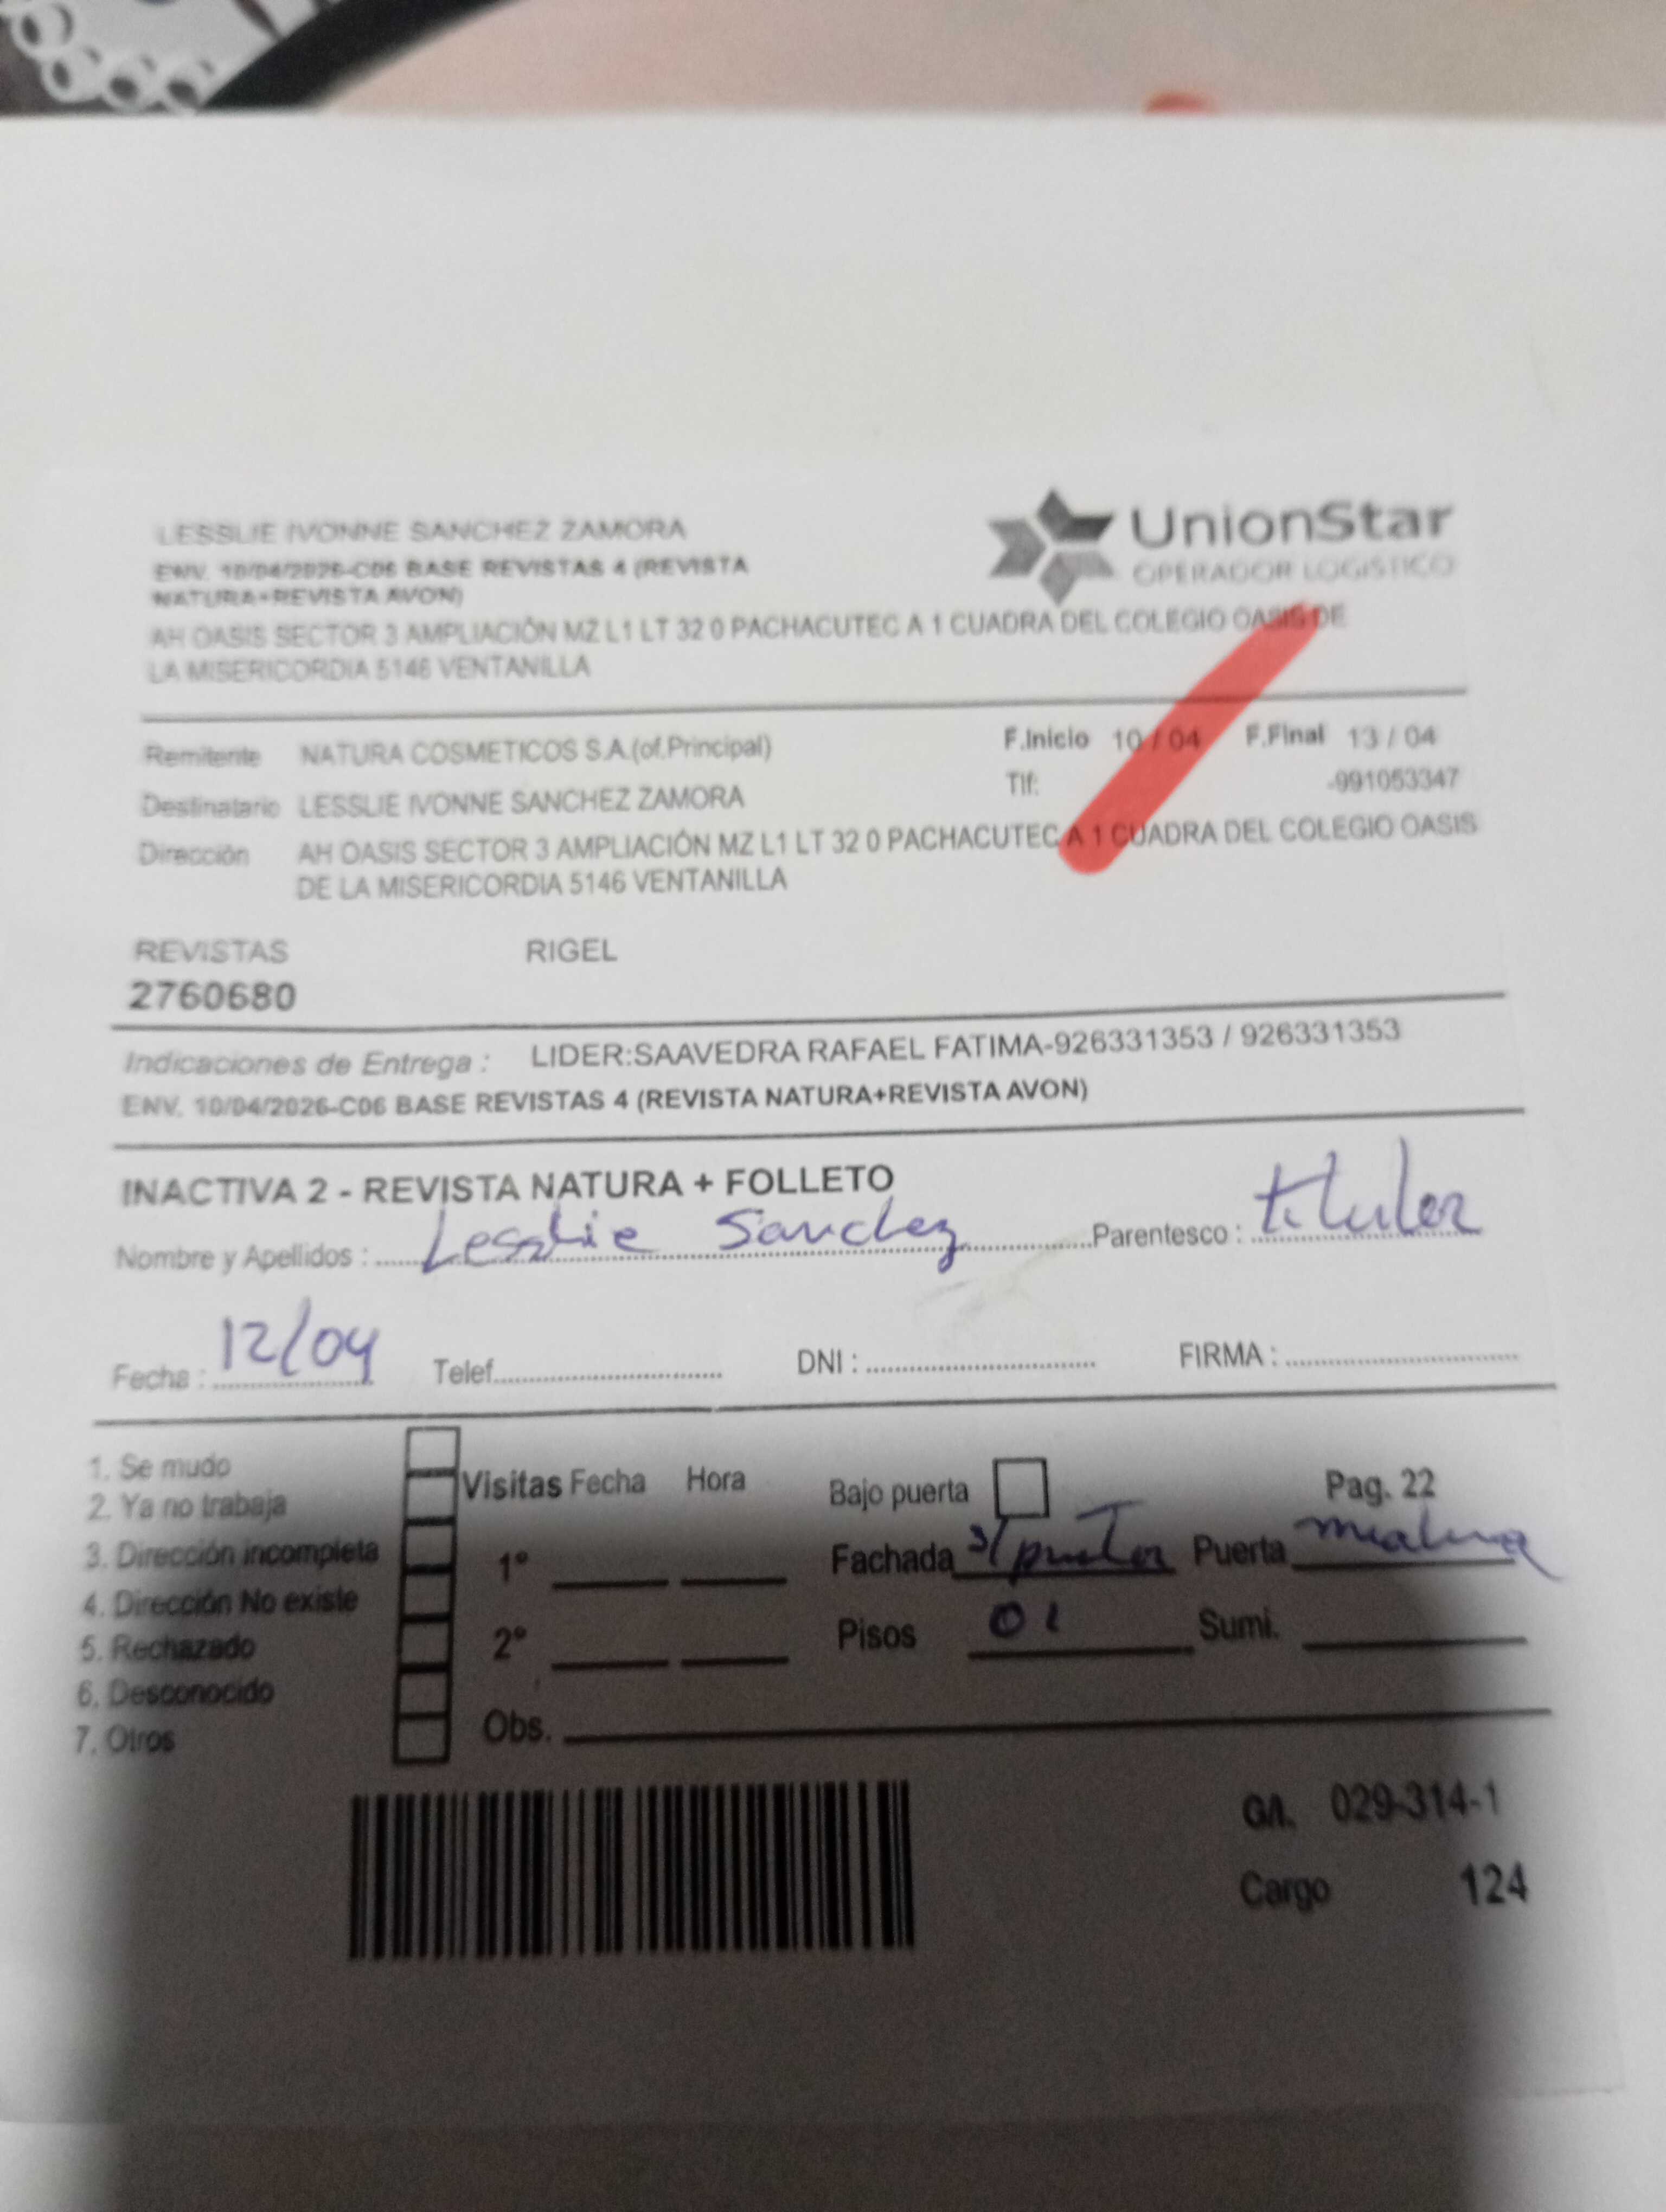 LESSLIE IVONNE SANCHEZ ZAMORA
ENV. 10/04/2026-C06 BASE REVISTAS 4 (REVISTA
NATURA+REVISTA AVON)
UnionStar
OPERADOR LOGISTICO
AH OASIS SECTOR 3 AMPLIACIÓN MZ L1 LT 32 0 PACHACUTEC A 1 CUADRA DEL COLEGIO OASIS DE
LA MISERICORDIA 5146 VENTANILLA
Remitente NATURA COSMETICOS S.A.(of.Principal) F.Inicio 10 / 04 F.Final 13 / 04
Tlf: -991053347
Destinatario LESSLIE IVONNE SANCHEZ ZAMORA
Dirección AH OASIS SECTOR 3 AMPLIACIÓN MZ L1 LT 32 0 PACHACUTEC A 1 CUADRA DEL COLEGIO OASIS
DE LA MISERICORDIA 5146 VENTANILLA
REVISTAS RIGEL
2760680
Indicaciones de Entrega : LIDER:SAAVEDRA RAFAEL FATIMA-926331353 / 926331353
ENV. 10/04/2026-C06 BASE REVISTAS 4 (REVISTA NATURA+REVISTA AVON)
INACTIVA 2 - REVISTA NATURA + FOLLETO
Nombre y Apellidos : Lesslie Sanchez Parentesco : titular
Fecha : 12/04 Telef. DNI : FIRMA :
1. Se mudo
2. Ya no trabaja
3. Dirección incompleta
4. Dirección No existe
5. Rechazado
6. Desconocido
7. Otros
Visitas Fecha Hora
1°
2°
Obs.
Bajo puerta Pag. 22
Fachada Puerta
Pisos 01 Sumi.
G/I. 029-314-1
Cargo 124